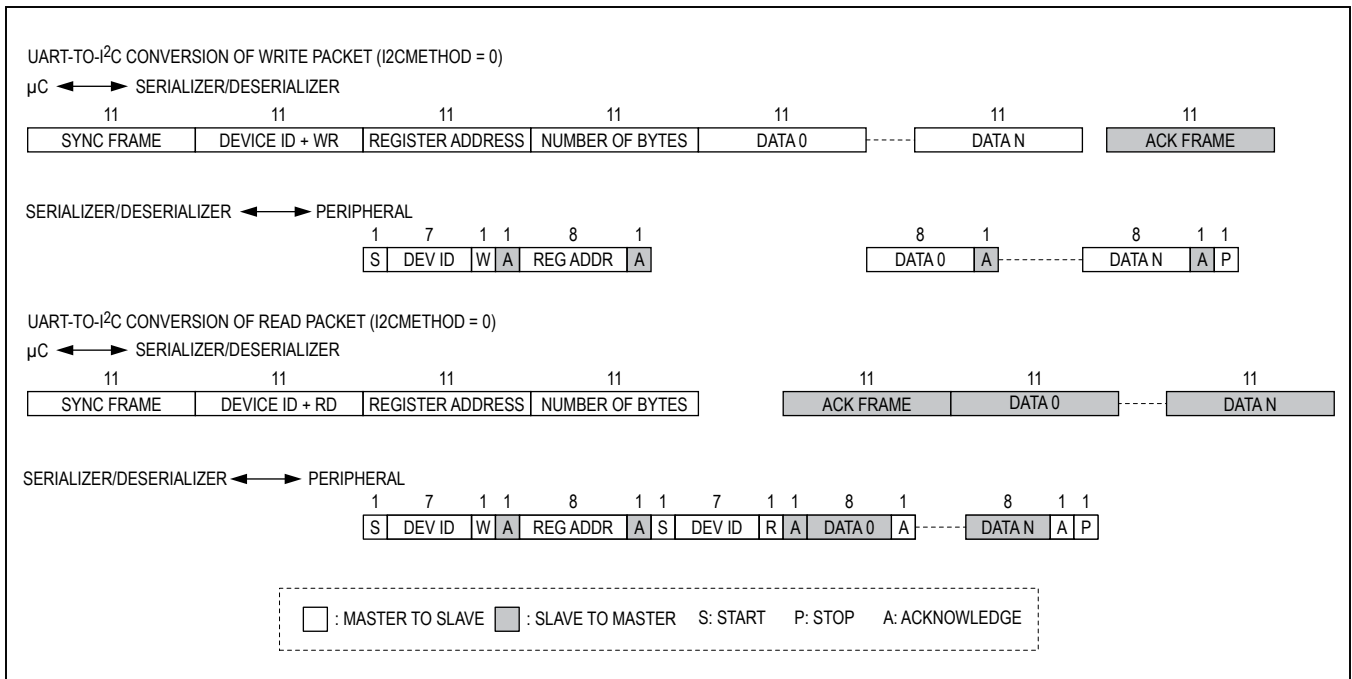 UART-TO-I2C CONVERSION OF WRITE PACKET (I2CMETHOD = 0)
µC SERIALIZER/DESERIALIZER
11 11 11 11 11 11 11
SYNC FRAME DEVICE ID + WR REGISTER ADDRESS NUMBER OF BYTES DATA 0 DATA N ACK FRAME
SERIALIZER/DESERIALIZER PERIPHERAL
1 7 1 1 8 1 8 1 8 1 1
S DEV ID W A REG ADDR A DATA 0 A DATA N A P
UART-TO-I2C CONVERSION OF READ PACKET (I2CMETHOD = 0)
µC SERIALIZER/DESERIALIZER
11 11 11 11 11 11 11
SYNC FRAME DEVICE ID + RD REGISTER ADDRESS NUMBER OF BYTES ACK FRAME DATA 0 DATA N
SERIALIZER/DESERIALIZER PERIPHERAL
1 7 1 1 8 1 1 7 1 1 8 1 8 1 1
S DEV ID W A REG ADDR A S DEV ID R A DATA 0 A DATA N A P
: MASTER TO SLAVE : SLAVE TO MASTER S: START P: STOP A: ACKNOWLEDGE